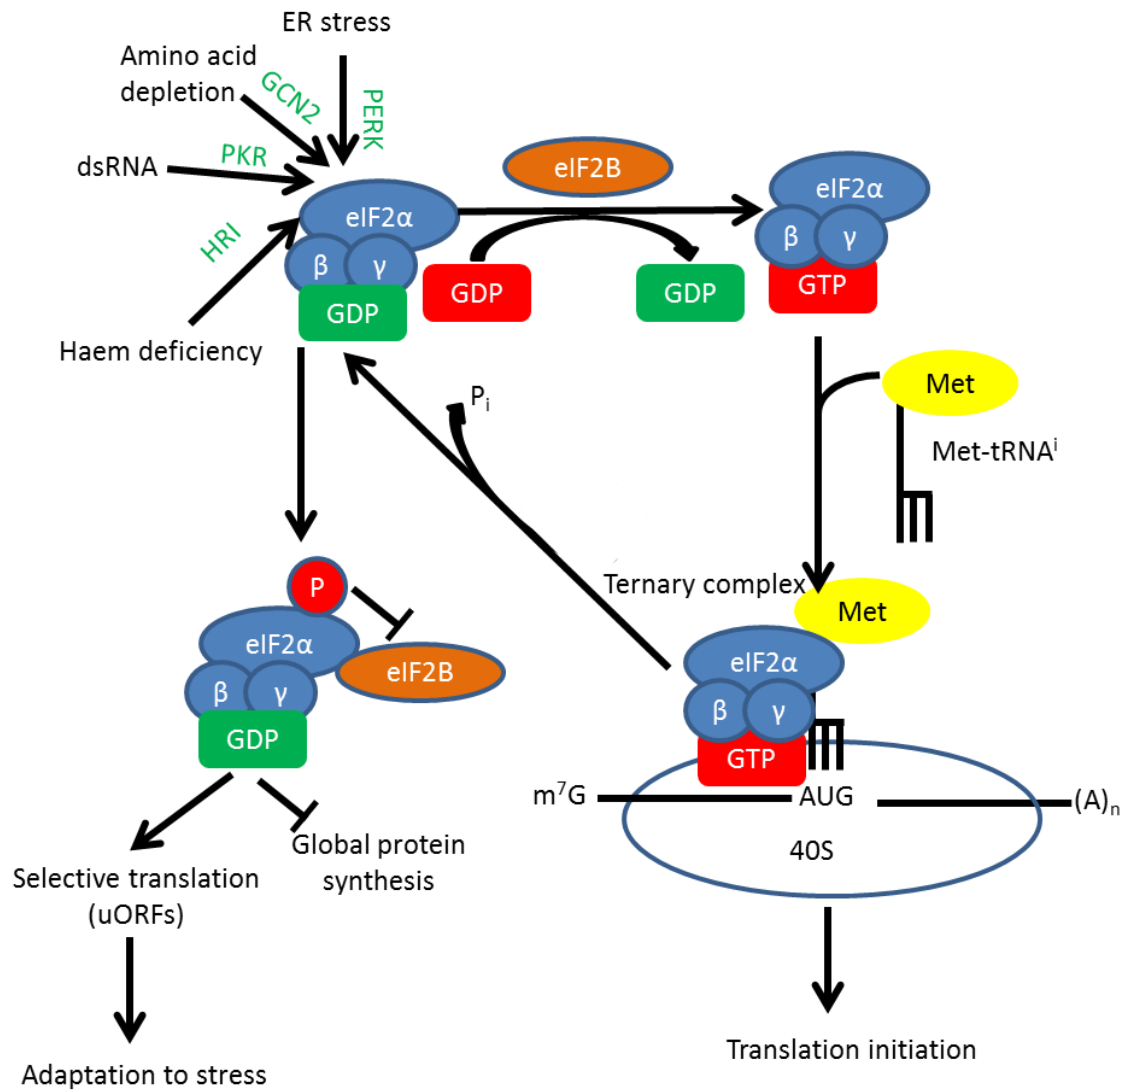 ER stress
Amino acid
depletion
GCN2
PERK
dsRNA
PKR
HRI
Haem deficiency
eIF2α
β
γ
GDP
eIF2B
GDP
GDP
eIF2α
β
γ
GTP
Met
Met-tRNAⁱ
Pᵢ
Ternary complex
Met
eIF2α
β
γ
GTP
m⁷G
AUG
(A)ₙ
40S
Translation initiation
P
eIF2α
eIF2B
β
γ
GDP
Global protein
synthesis
Selective translation
(uORFs)
Adaptation to stress